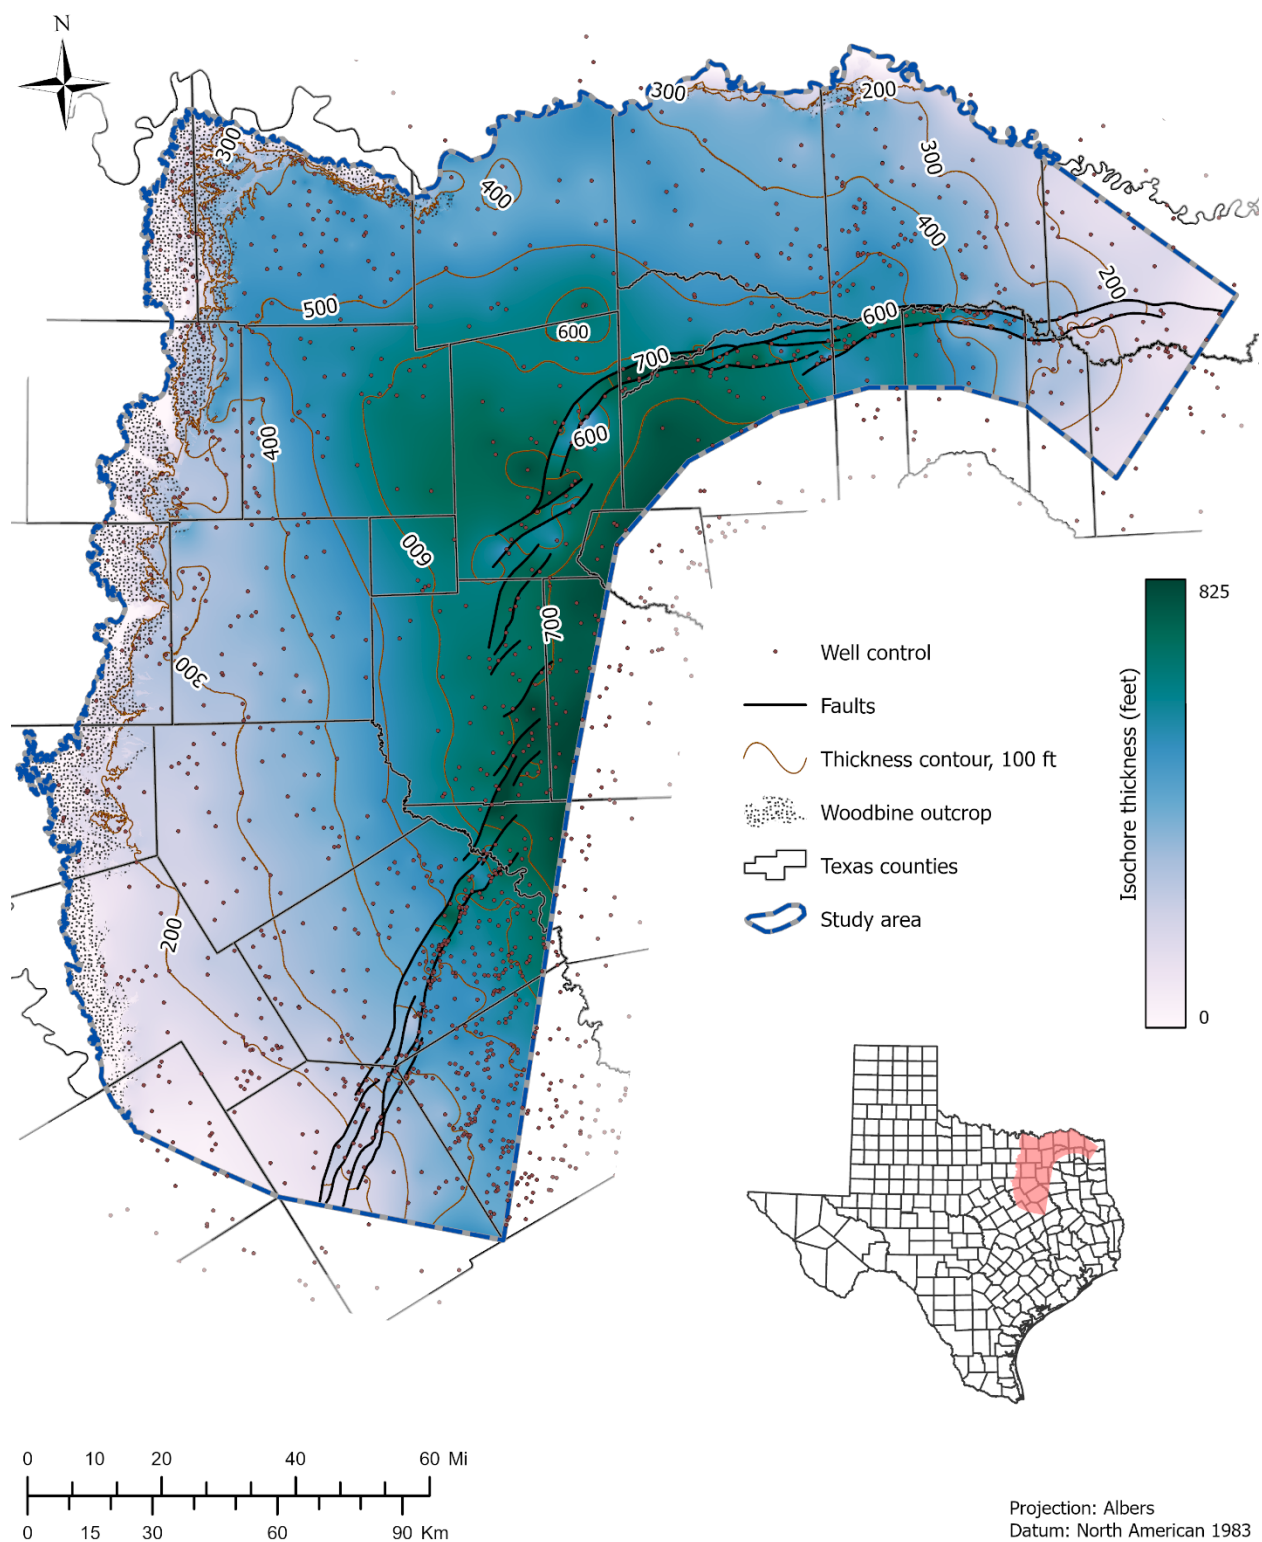 N
300
200
300
300
400
400
200
500
600
600
700
400
600
600
700
300
200
825
Isochore thickness (feet)
0
Well control
Faults
Thickness contour, 100 ft
Woodbine outcrop
Texas counties
Study area
0 10 20 40 60 Mi
0 15 30 60 90 Km
Projection: Albers
Datum: North American 1983